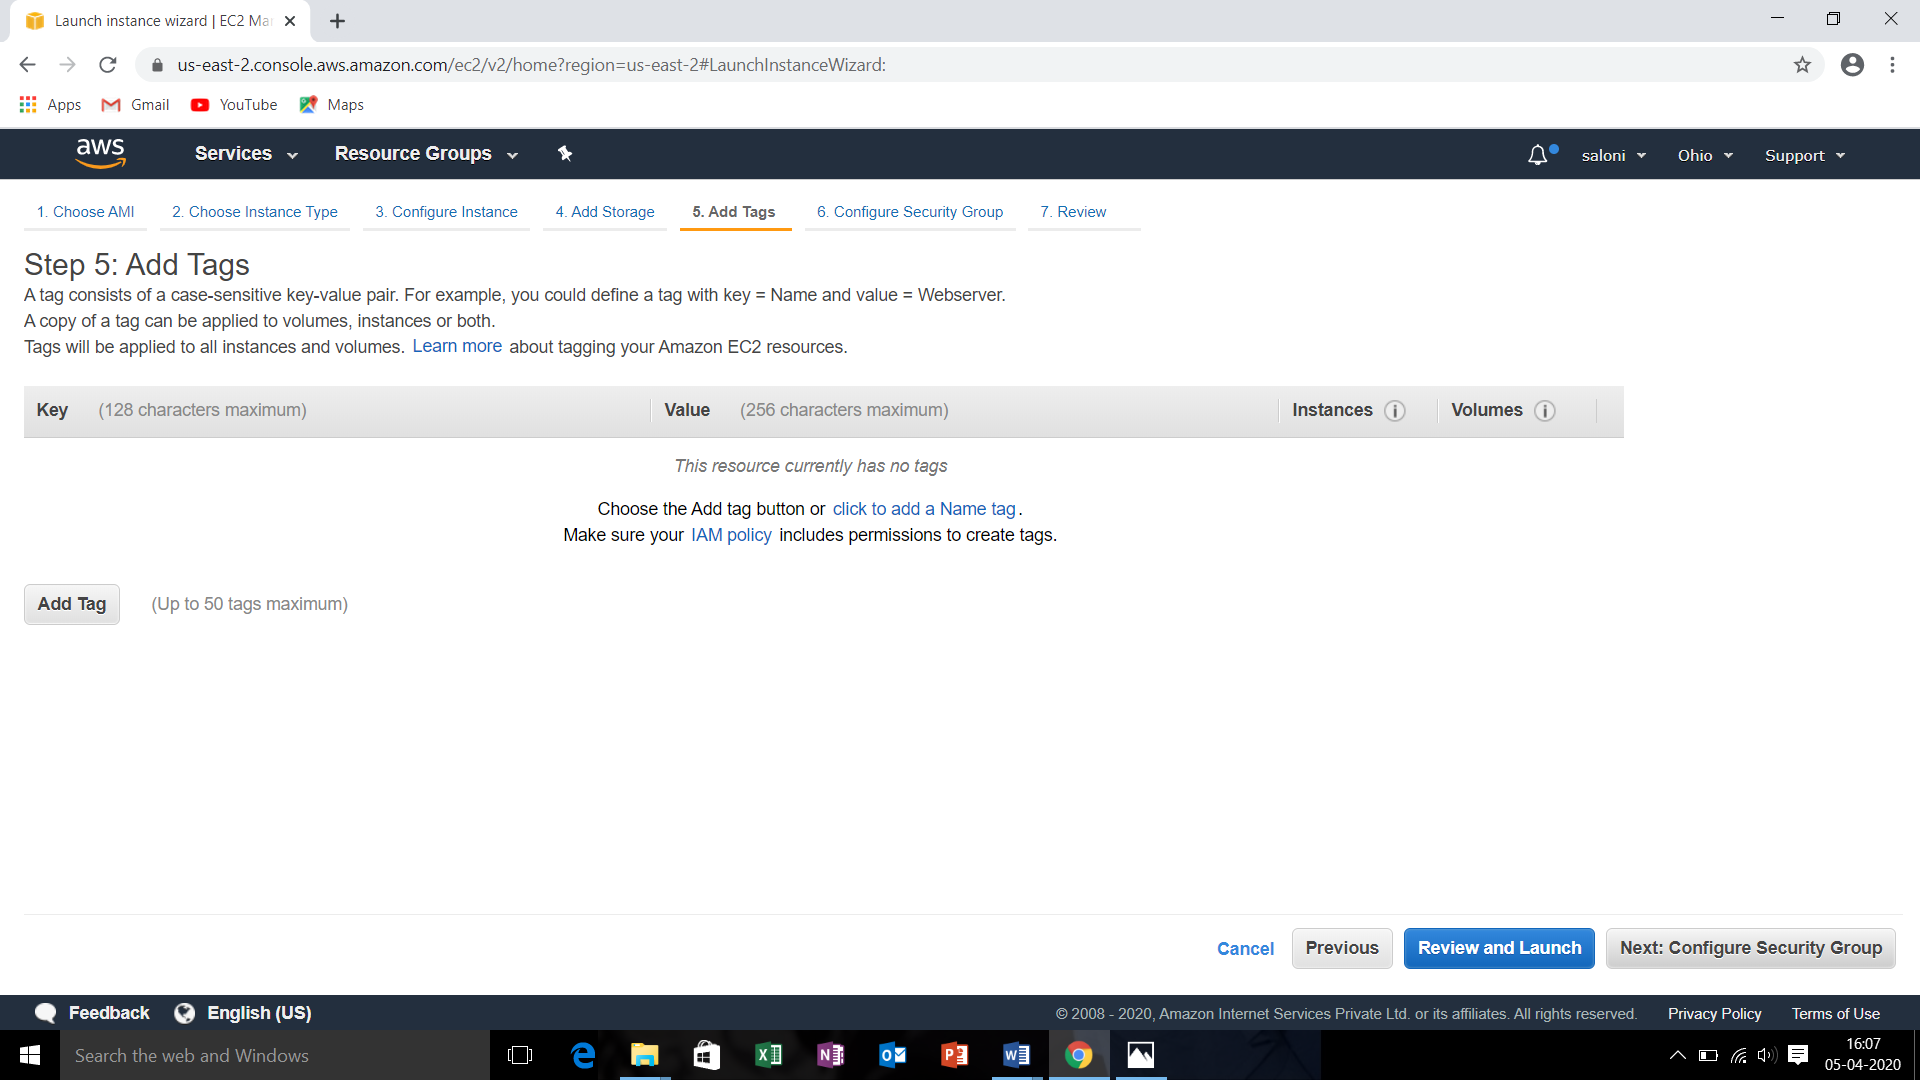 Launch instance wizard | EC2 Mar
us-east-2.console.aws.amazon.com/ec2/v2/home?region=us-east-2#LaunchInstanceWizard:
Apps Gmail YouTube Maps
aws Services Resource Groups saloni Ohio Support
1. Choose AMI 2. Choose Instance Type 3. Configure Instance 4. Add Storage 5. Add Tags 6. Configure Security Group 7. Review
Step 5: Add Tags
A tag consists of a case-sensitive key-value pair. For example, you could define a tag with key = Name and value = Webserver.
A copy of a tag can be applied to volumes, instances or both.
Tags will be applied to all instances and volumes. Learn more about tagging your Amazon EC2 resources.
Key (128 characters maximum) Value (256 characters maximum) Instances i Volumes i
This resource currently has no tags
Choose the Add tag button or click to add a Name tag.
Make sure your IAM policy includes permissions to create tags.
Add Tag (Up to 50 tags maximum)
Cancel Previous Review and Launch Next: Configure Security Group
Feedback English (US) © 2008 - 2020, Amazon Internet Services Private Ltd. or its affiliates. All rights reserved. Privacy Policy Terms of Use
Search the web and Windows
16:07
05-04-2020